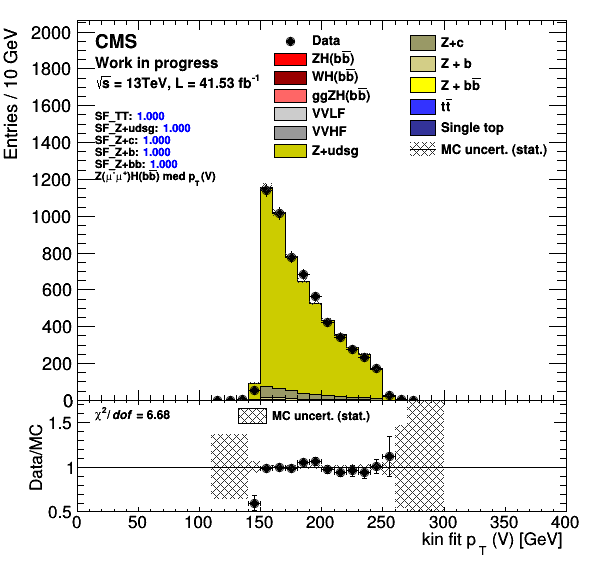 CMS
Work in progress
√s = 13TeV, L = 41.53 fb⁻¹
SF_TT: 1.000
SF_Z+udsg: 1.000
SF_Z+c: 1.000
SF_Z+b: 1.000
SF_Z+bb: 1.000
Z(μ⁻μ⁺)H(bb̅) med p_T(V)
Data
ZH(bb̅)
WH(bb̅)
ggZH(bb̅)
VVLF
VVHF
Z+udsg
Z+c
Z + b
Z + bb̅
tt̅
Single top
MC uncert. (stat.)
Entries / 10 GeV
2000
1800
1600
1400
1200
1000
800
600
400
200
0
χ²/dof = 6.68
MC uncert. (stat.)
Data/MC
1.5
1
0.5
0 50 100 150 200 250 300 350 400
kin fit p_T (V) [GeV]